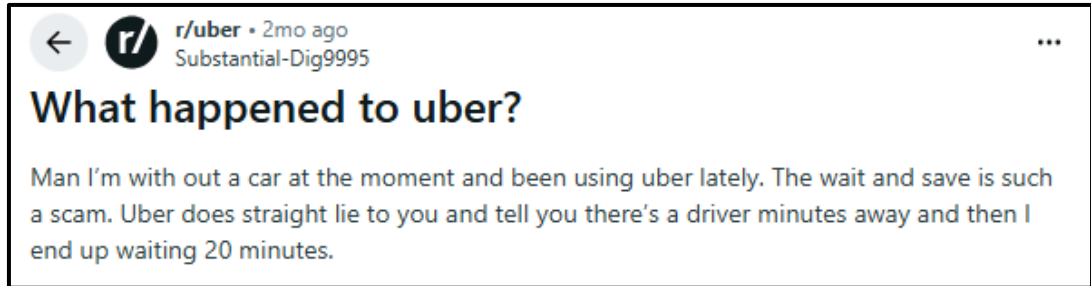 r/ r/uber • 2mo ago
Substantial-Dig9995
What happened to uber?
Man I'm with out a car at the moment and been using uber lately. The wait and save is such
a scam. Uber does straight lie to you and tell you there's a driver minutes away and then I
end up waiting 20 minutes.